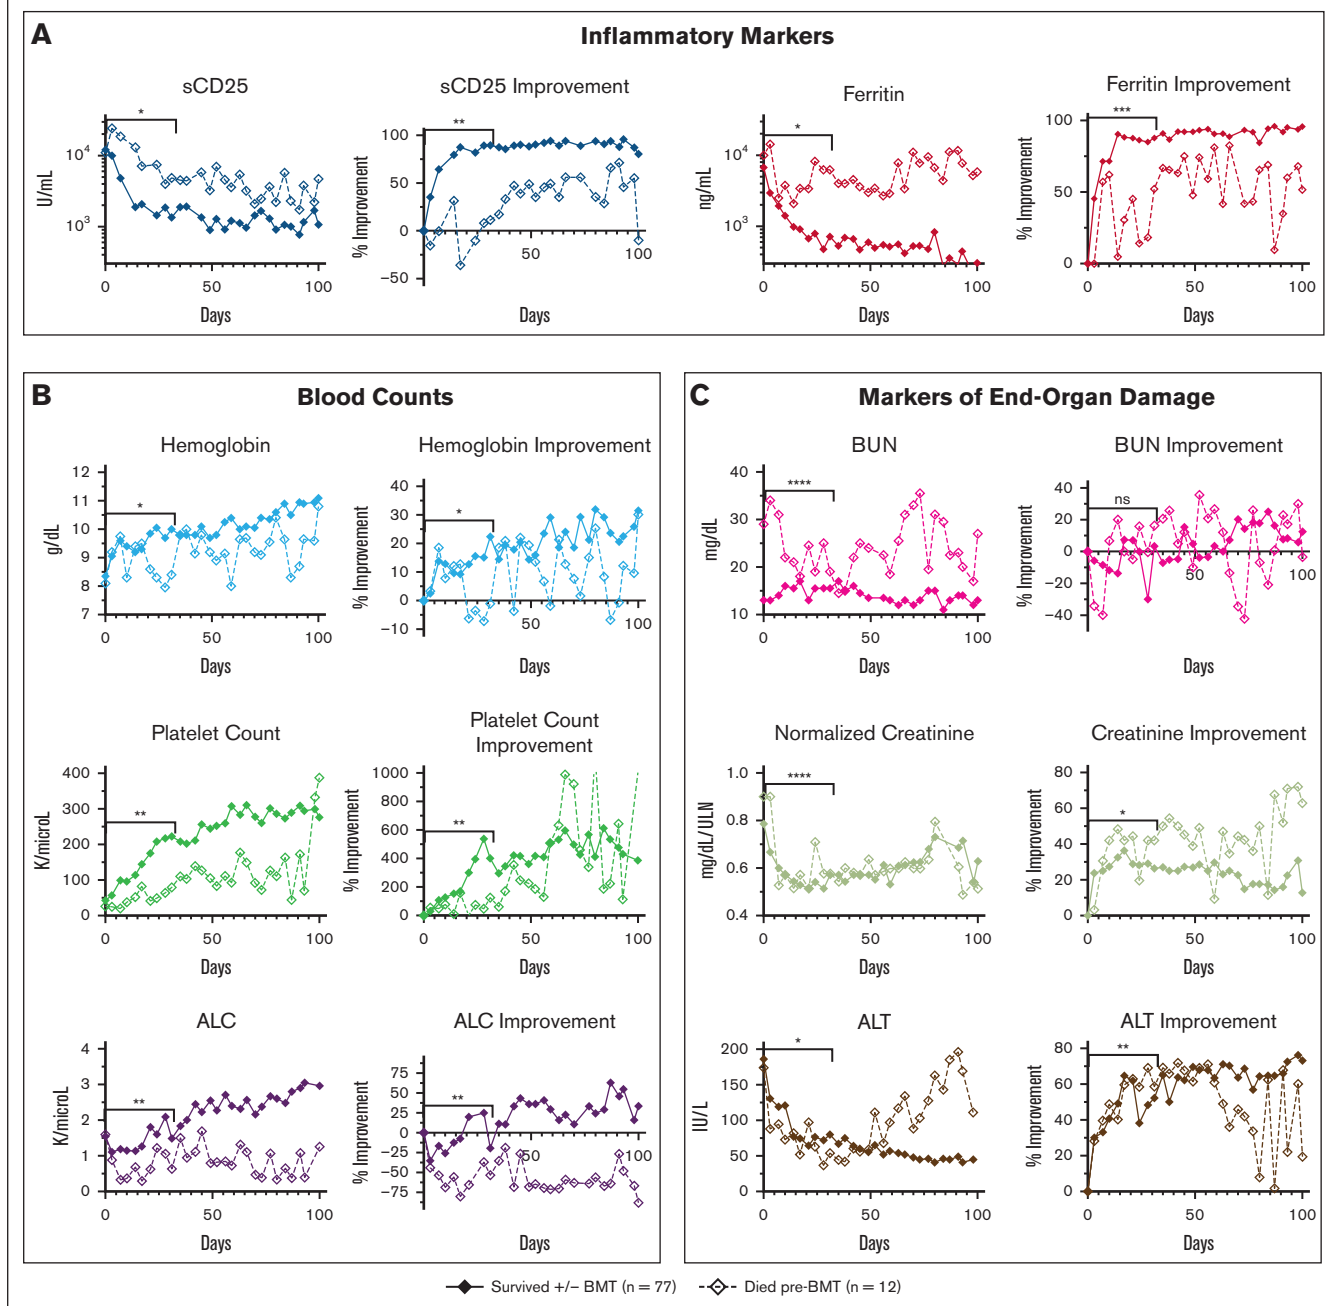 A
Inflammatory Markers
sCD25
sCD25 Improvement
Ferritin
Ferritin Improvement
*
**
*
***
U/mL
10^4
10^3
0 50 100
Days
% Improvement
100
50
0
−50
50 100
Days
ng/mL
10^4
10^3
0 50 100
Days
% Improvement
100
50
0
0 50 100
Days
B
Blood Counts
Hemoglobin
Hemoglobin Improvement
*
*
g/dL
12
11
10
9
8
7
0 50 100
Days
% Improvement
40
30
20
10
0
−10
50 100
Days
Platelet Count
Platelet Count
Improvement
**
**
K/microL
400
300
200
100
0
0 50 100
Days
% Improvement
1000
800
600
400
200
0
0 50 100
Days
ALC
ALC Improvement
**
**
K/microL
4
3
2
1
0
0 50 100
Days
% Improvement
75
50
25
0
−25
−50
−75
50 100
Days
C
Markers of End-Organ Damage
BUN
BUN Improvement
****
ns
mg/dL
40
30
20
10
0 50 100
Days
% Improvement
40
20
0
−20
−40
50 100
Days
Normalized Creatinine
Creatinine Improvement
****
*
mg/dL/ULN
1.0
0.8
0.6
0.4
0 50 100
Days
% Improvement
80
60
40
20
0
0 50 100
Days
ALT
ALT Improvement
*
**
IU/L
200
150
100
50
0
0 50 100
Days
% Improvement
80
60
40
20
0
0 50 100
Days
Survived +/− BMT (n = 77)
Died pre-BMT (n = 12)